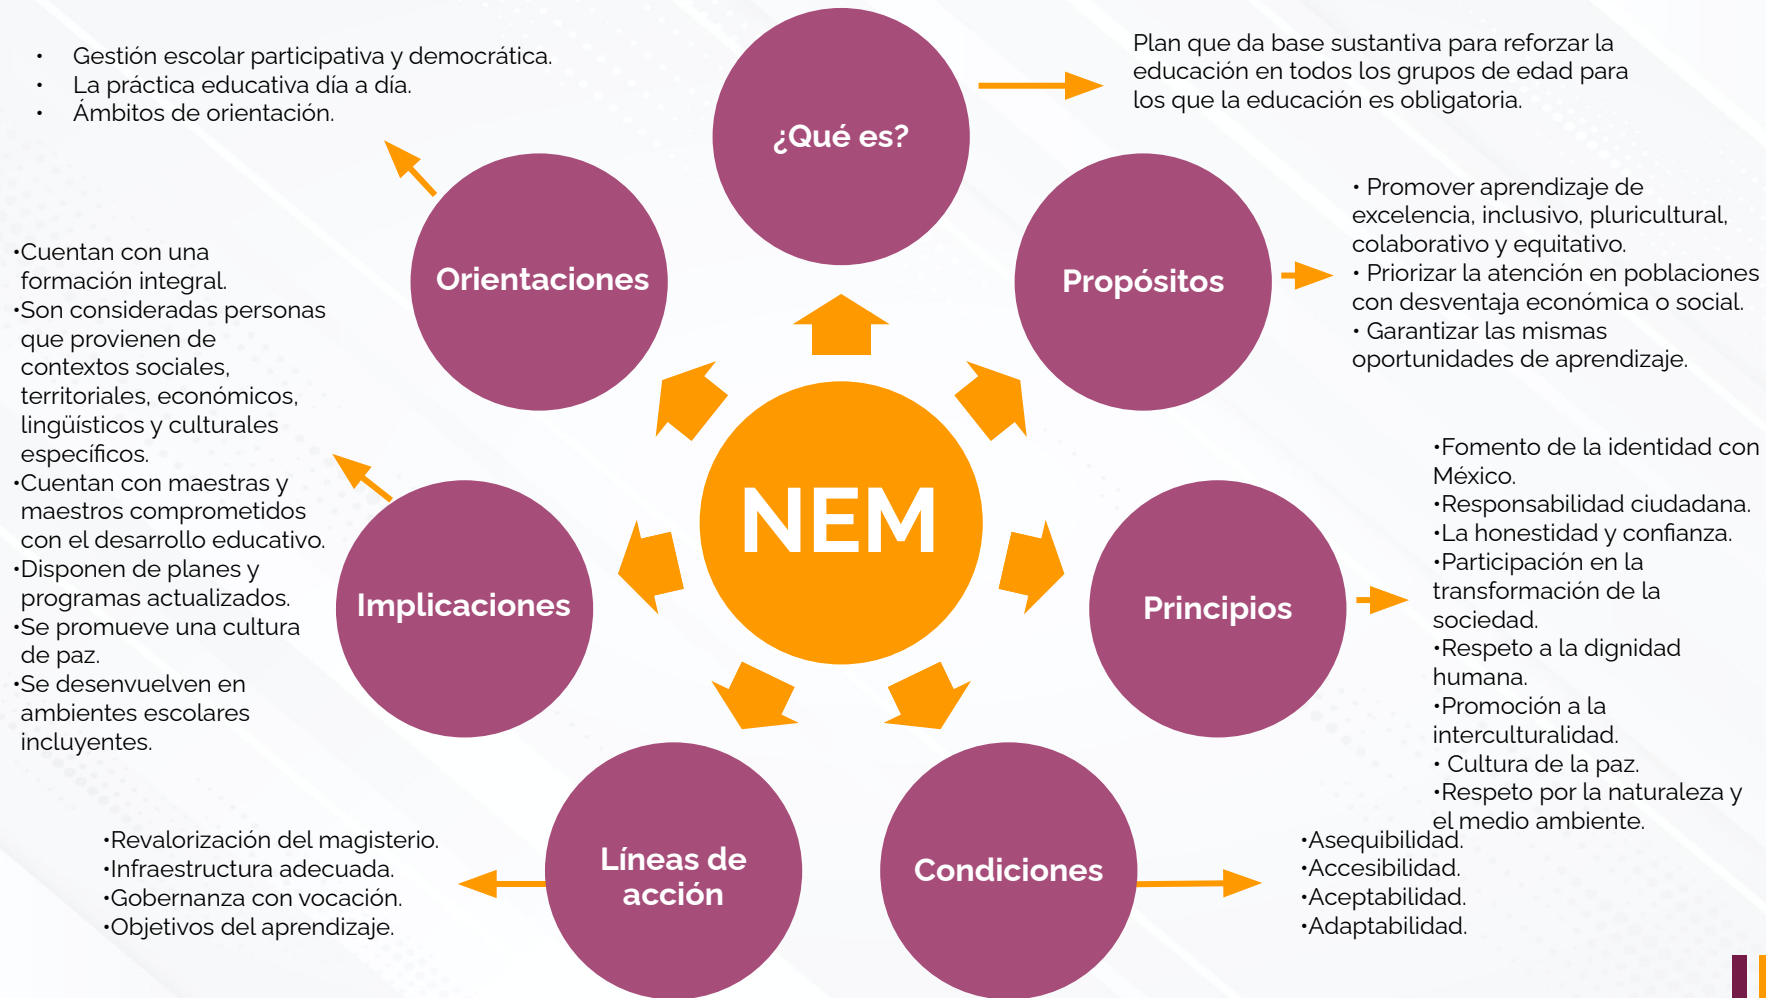 ¿Qué es?
Plan que da base sustantiva para reforzar la
educación en todos los grupos de edad para
los que la educación es obligatoria.
Propósitos
• Promover aprendizaje de
excelencia, inclusivo, pluricultural,
colaborativo y equitativo.
• Priorizar la atención en poblaciones
con desventaja económica o social.
• Garantizar las mismas
oportunidades de aprendizaje.
Principios
•Fomento de la identidad con
México.
•Responsabilidad ciudadana.
•La honestidad y confianza.
•Participación en la
transformación de la
sociedad.
•Respeto a la dignidad
humana.
•Promoción a la
interculturalidad.
• Cultura de la paz.
•Respeto por la naturaleza y
el medio ambiente.
Condiciones
•Asequibilidad.
•Accesibilidad.
•Aceptabilidad.
•Adaptabilidad.
Líneas de
acción
•Revalorización del magisterio.
•Infraestructura adecuada.
•Gobernanza con vocación.
•Objetivos del aprendizaje.
Implicaciones
•Cuentan con una
formación integral.
•Son consideradas personas
que provienen de
contextos sociales,
territoriales, económicos,
lingüísticos y culturales
específicos.
•Cuentan con maestras y
maestros comprometidos
con el desarrollo educativo.
•Disponen de planes y
programas actualizados.
•Se promueve una cultura
de paz.
•Se desenvuelven en
ambientes escolares
incluyentes.
Orientaciones
• Gestión escolar participativa y democrática.
• La práctica educativa día a día.
• Ámbitos de orientación.
NEM